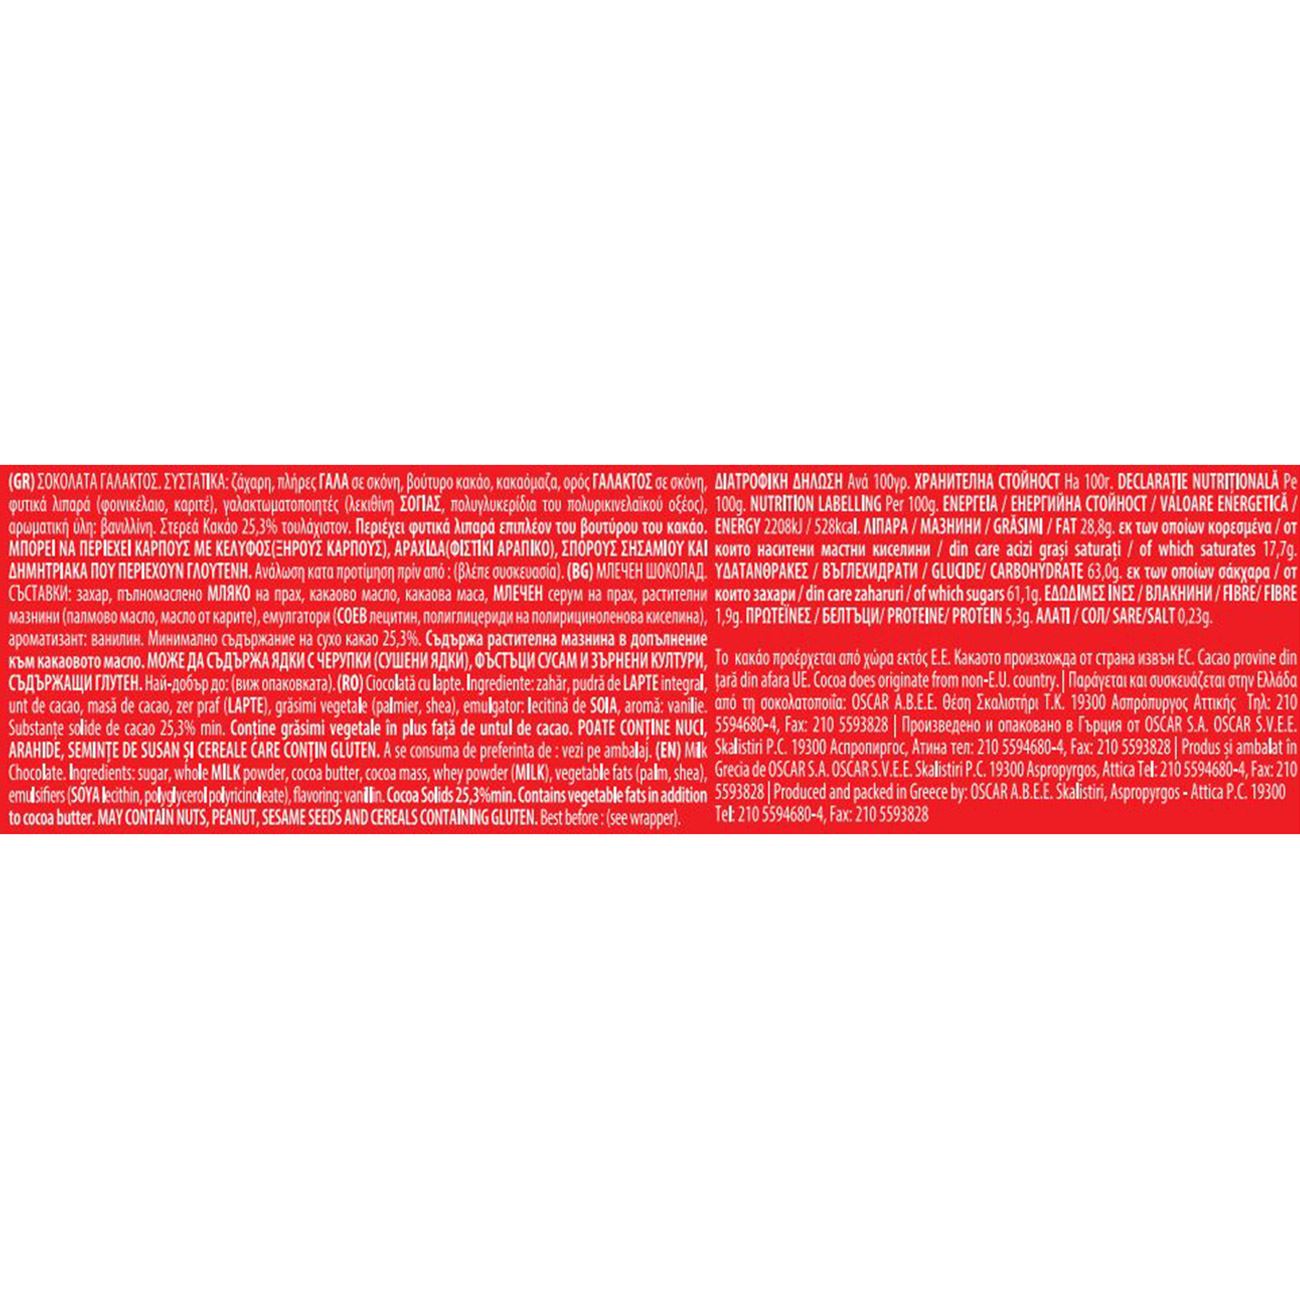 (GR) ΣΟΚΟΛΑΤΑ ΓΑΛΑΚΤΟΣ. ΣΥΣΤΑΤΙΚΑ: ζάχαρη, πλήρες ΓΑΛΑ σε σκόνη, βούτυρο κακάο, κακαόμαζα, ορός ΓΑΛΑΚΤΟΣ σε σκόνη,
φυτικά λιπαρά (φοινικέλαιο, καριτέ), γαλακτωματοποιητές (λεκιθίνη ΣΟΓΙΑΣ, πολυγλυκερίδια του πολυρικινελαϊκού οξέος),
αρωματική ύλη: βανιλλίνη. Στερεά Κακάο 25,3% τουλάχιστον. Περιέχει φυτικά λιπαρά επιπλέον του βουτύρου του κακάο.
ΜΠΟΡΕΙ ΝΑ ΠΕΡΙΕΧΕΙ ΚΑΡΠΟΥΣ ΜΕ ΚΕΛΥΦΟΣ(ΞΗΡΟΥΣ ΚΑΡΠΟΥΣ), ΑΡΑΧΙΔΑ(ΦΙΣΤΙΚΙ ΑΡΑΠΙΚΟ), ΣΠΟΡΟΥΣ ΣΗΣΑΜΙΟΥ ΚΑΙ
ΔΗΜΗΤΡΙΑΚΑ ΠΟΥ ΠΕΡΙΕΧΟΥΝ ΓΛΟΥΤΕΝΗ. Ανάλωση κατα προτίμηση πρίν από : (βλέπε συσκευασία). (BG) МЛЕЧЕН ШОКОЛАД.
СЪСТАВКИ: захар, пълномаслено МЛЯКО на прах, какаово масло, какаова маса, МЛЕЧЕН серум на прах, растителни
мазнини (палмово масло, масло от карите), емулгатори (СОЕВ лецитин, полиглицериди на полирициноленова киселина),
ароматизант: ванилин. Минимално съдържание на сухо какао 25,3%. Съдържа растителна мазнина в допълнение
към какаовото масло. МОЖЕ ДА СЪДЪРЖА ЯДКИ С ЧЕРУПКИ (СУШЕНИ ЯДКИ), ФЪСТЪЦИ СУСАМ И ЗЪРНЕНИ КУЛТУРИ,
СЪДЪРЖАЩИ ГЛУТЕН. Най-добър до: (виж опаковката). (RO) Ciocolată cu lapte. Ingrediente: zahăr, pudră de LAPTE integral,
unt de cacao, masă de cacao, zer praf (LAPTE), grăsimi vegetale (palmier, shea), emulgator: lecitină de SOIA, aromă: vanilie.
Substanțe solide de cacao 25,3% min. Conține grăsimi vegetale în plus față de untul de cacao. POATE CONȚINE NUCI,
ARAHIDE, SEMINȚE DE SUSAN ȘI CEREALE CARE CONȚIN GLUTEN. A se consuma de preferinta de : vezi pe ambalaj. (EN) Milk
Chocolate. Ingredients: sugar, whole MILK powder, cocoa butter, cocoa mass, whey powder (MILK), vegetable fats (palm, shea),
emulsifiers (SOYA lecithin, polyglycerol polyricinoleate), flavoring: vanillin. Cocoa Solids 25,3%min. Contains vegetable fats in addition
to cocoa butter. MAY CONTAIN NUTS, PEANUT, SESAME SEEDS AND CEREALS CONTAINING GLUTEN. Best before : (see wrapper).
ΔΙΑΤΡΟΦΙΚΗ ΔΗΛΩΣΗ Ανά 100γρ. ХРАНИТЕЛНА СТОЙНОСТ На 100г. DECLARAȚIE NUTRIȚIONALĂ Pe
100g. NUTRITION LABELLING Per 100g. ΕΝΕΡΓΕΙΑ / ЕНЕРГИЙНА СТОЙНОСТ / VALOARE ENERGETICĂ /
ENERGY 2208kJ / 528kcal. ΛΙΠΑΡΑ / МАЗНИНИ / GRĂSIMI / FAT 28,8g. εκ των οποίων κορεσμένα / от
които наситени мастни киселини / din care acizi grași saturați / of which saturates 17,7g.
ΥΔΑΤΑΝΘΡΑΚΕΣ / ВЪГЛЕХИДРАТИ / GLUCIDE/ CARBOHYDRATE 63,0g. εκ των οποίων σάκχαρα / от
които захари / din care zaharuri / of which sugars 61,1g. ΕΔΩΔΙΜΕΣ ΙΝΕΣ / ВЛАКНИНИ / FIBRE/ FIBRE
1,9g. ΠΡΩΤΕΪΝΕΣ / БЕЛТЪЦИ/ PROTEINE/ PROTEIN 5,3g. ΑΛΑΤΙ / СОЛ/ SARE/SALT 0,23g.
Το κακάο προέρχεται από χώρα εκτός Ε.Ε. Какаото произхожда от страна извън ЕС. Cacao provine din
țară din afara UE. Cocoa does originate from non-E.U. country. | Παράγεται και συσκευάζεται στην Ελλάδα
από τη σοκολατοποιΐα: OSCAR A.B.E.E. Θέση Σκαλιστήρι Τ.Κ. 19300 Ασπρόπυργος Αττικής Τηλ: 210
5594680-4, Fax: 210 5593828 | Произведено и опаковано в Гърция от OSCAR S.A. OSCAR S.V.E.E.
Skalistiri P.C. 19300 Аспропиргос, Атина тел: 210 5594680-4, Fax: 210 5593828 | Produs și ambalat în
Grecia de OSCAR S.A. OSCAR S.V.E.E. Skalistiri P.C. 19300 Aspropyrgos, Attica Tel: 210 5594680-4, Fax: 210
5593828 | Produced and packed in Greece by: OSCAR A.B.E.E. Skalistiri, Aspropyrgos - Attica P.C. 19300
Tel: 210 5594680-4, Fax: 210 5593828